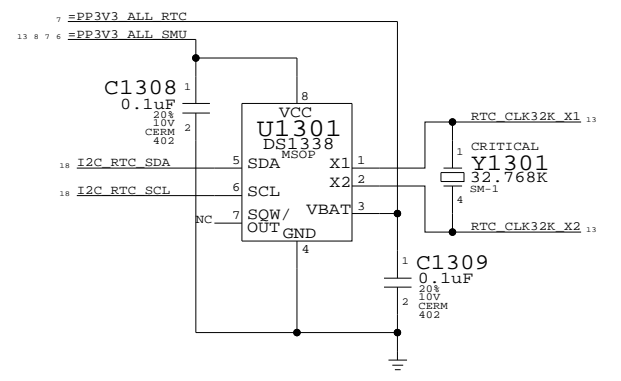 7 =PP3V3_ALL_RTC
13 8 7 6 =PP3V3_ALL_SMU
C1308
0.1uF
20%
10V
CERM
402
1
2
8
VCC
U1301
DS1338
MSOP
18 I2C_RTC_SDA 5 SDA
18 I2C_RTC_SCL 6 SCL
NC 7 SQW/
OUT
X1 1
X2 2
VBAT 3
GND
4
RTC_CLK32K_X1 13
CRITICAL
1
Y1301
32.768K
SM-1
4
RTC_CLK32K_X2 13
1
C1309
0.1uF
20%
10V
CERM
402
2